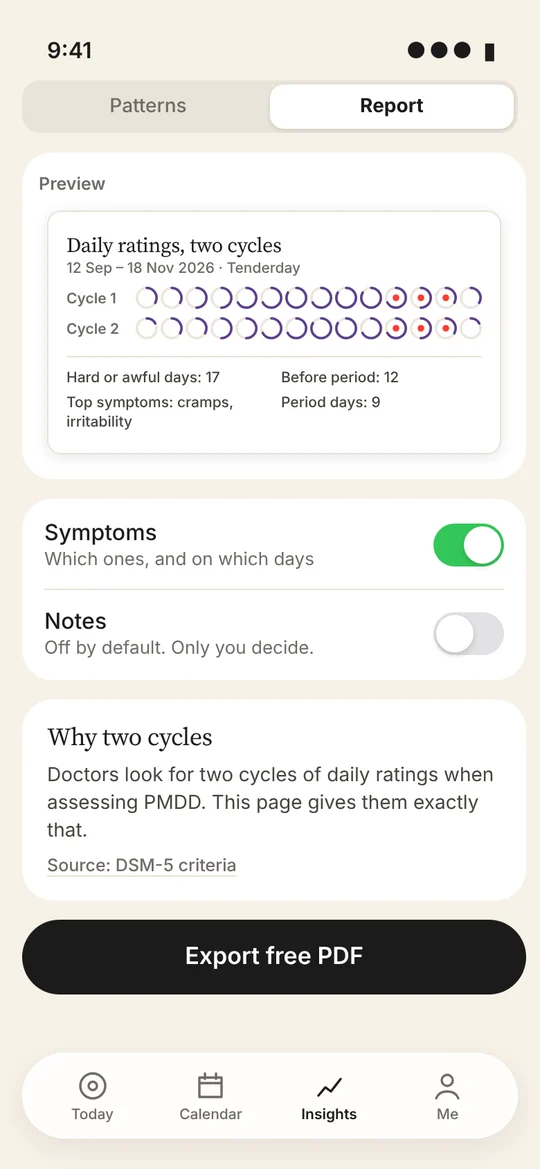 9:41
Patterns
Report
Preview
Daily ratings, two cycles
12 Sep – 18 Nov 2026 · Tenderday
Cycle 1
Cycle 2
Hard or awful days: 17
Before period: 12
Top symptoms: cramps,
irritability
Period days: 9
Symptoms
Which ones, and on which days
Notes
Off by default. Only you decide.
Why two cycles
Doctors look for two cycles of daily ratings when
assessing PMDD. This page gives them exactly
that.
Source: DSM-5 criteria
Export free PDF
Today
Calendar
Insights
Me